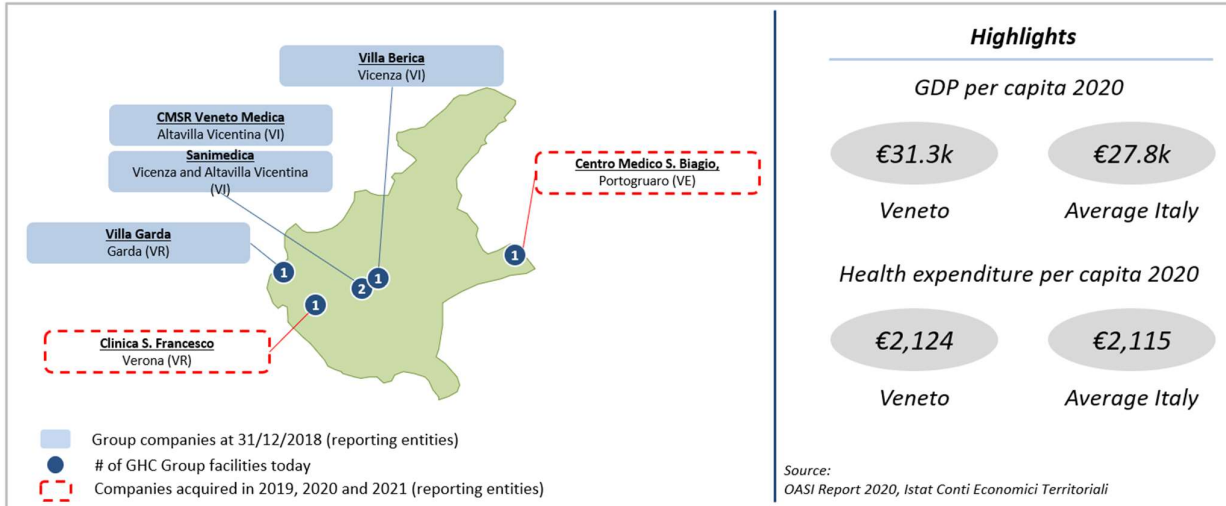 Villa Berica
Vicenza (VI)
CMSR Veneto Medica
Altavilla Vicentina (VI)
Sanimedica
Vicenza and Altavilla Vicentina
(VI)
Centro Medico S. Biagio,
Portogruaro (VE)
Villa Garda
Garda (VR)
1
1
2
1
1
Clinica S. Francesco
Verona (VR)
Group companies at 31/12/2018 (reporting entities)
# of GHC Group facilities today
Companies acquired in 2019, 2020 and 2021 (reporting entities)
Highlights
GDP per capita 2020
€31.3k €27.8k
Veneto Average Italy
Health expenditure per capita 2020
€2,124 €2,115
Veneto Average Italy
Source:
OASI Report 2020, Istat Conti Economici Territoriali